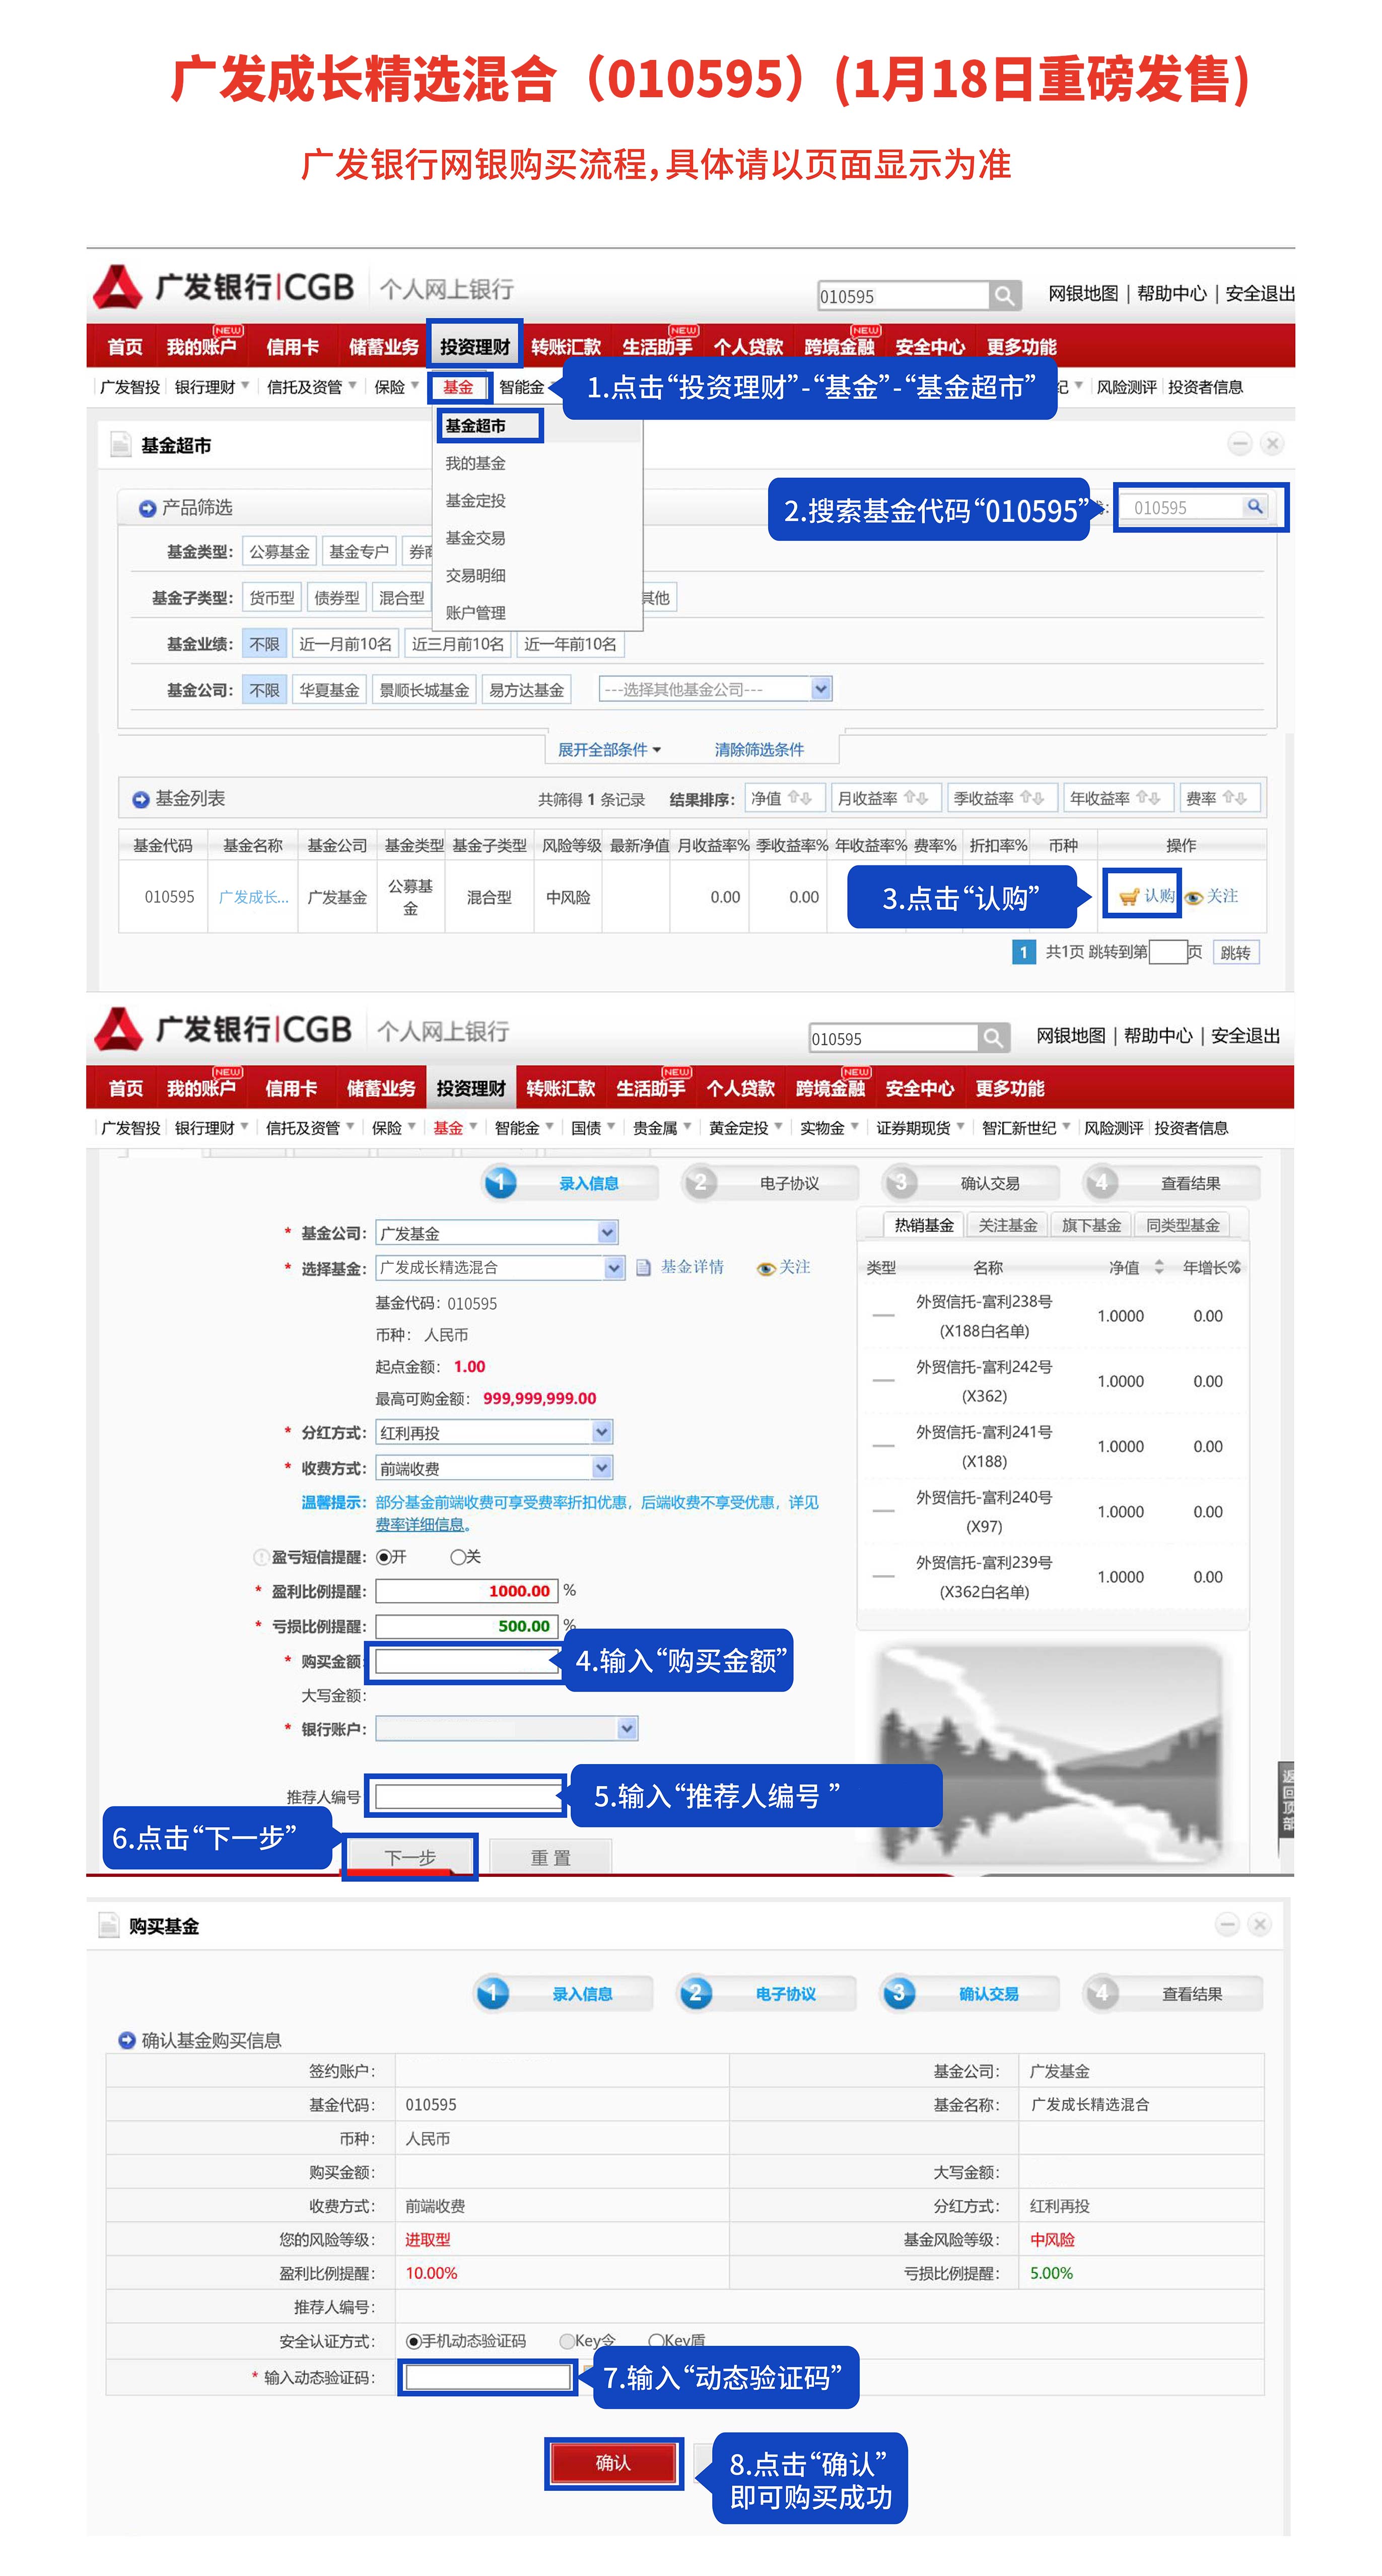 广发成长精选混合（010595）(1月18日重磅发售)
广发银行网银购买流程,具体请以页面显示为准
广发银行|CGB 个人网上银行
010595
网银地图 | 帮助中心 | 安全退出
首页 我的账户 NEW 信用卡 储蓄业务 投资理财 转账汇款 生活助手 NEW 个人贷款 跨境金融 NEW 安全中心 更多功能
广发智投 银行理财 信托及资管 保险 基金 智能金 纪 风险测评 投资者信息
1.点击“投资理财”-“基金”-“基金超市”
基金超市
基金超市
我的基金
基金定投
基金交易
交易明细
账户管理
产品筛选
2.搜索基金代码“010595”
010595
基金类型: 公募基金 基金专户 券商
基金子类型: 货币型 债券型 混合型 其他
基金业绩: 不限 近一月前10名 近三月前10名 近一年前10名
基金公司: 不限 华夏基金 景顺长城基金 易方达基金 ---选择其他基金公司---
展开全部条件 清除筛选条件
基金列表 共筛得 1 条记录 结果排序: 净值 月收益率 季收益率 年收益率 费率
基金代码 基金名称 基金公司 基金类型 基金子类型 风险等级 最新净值 月收益率% 季收益率% 年收益率% 费率% 折扣率% 币种 操作
010595 广发成长... 广发基金 公募基金 混合型 中风险 0.00 0.00 认购 关注
3.点击“认购”
1 共1页 跳转到第 页 跳转
广发银行|CGB 个人网上银行
010595
网银地图 | 帮助中心 | 安全退出
首页 我的账户 NEW 信用卡 储蓄业务 投资理财 转账汇款 生活助手 NEW 个人贷款 跨境金融 NEW 安全中心 更多功能
广发智投 银行理财 信托及资管 保险 基金 智能金 国债 贵金属 黄金定投 实物金 证券期现货 智汇新世纪 风险测评 投资者信息
1 录入信息 2 电子协议 3 确认交易 4 查看结果
* 基金公司: 广发基金
* 选择基金: 广发成长精选混合 基金详情 关注
基金代码: 010595
币种: 人民币
起点金额: 1.00
最高可购金额: 999,999,999.00
* 分红方式: 红利再投
* 收费方式: 前端收费
温馨提示: 部分基金前端收费可享受费率折扣优惠，后端收费不享受优惠，详见
费率详细信息。
盈亏短信提醒: 开 关
* 盈利比例提醒: 1000.00 %
* 亏损比例提醒: 500.00 %
* 购买金额
4.输入“购买金额”
大写金额:
* 银行账户:
推荐人编号
5.输入“推荐人编号 ”
6.点击“下一步”
下一步 重 置
热销基金 关注基金 旗下基金 同类型基金
类型 名称 净值 年增长%
— 外贸信托-富利238号 1.0000 0.00
(X188白名单)
— 外贸信托-富利242号 1.0000 0.00
(X362)
— 外贸信托-富利241号 1.0000 0.00
(X188)
— 外贸信托-富利240号 1.0000 0.00
(X97)
— 外贸信托-富利239号 1.0000 0.00
(X362白名单)
返回顶部
购买基金
1 录入信息 2 电子协议 3 确认交易 4 查看结果
确认基金购买信息
签约账户: 基金公司: 广发基金
基金代码: 010595 基金名称: 广发成长精选混合
币种: 人民币
购买金额: 大写金额:
收费方式: 前端收费 分红方式: 红利再投
您的风险等级: 进取型 基金风险等级: 中风险
盈利比例提醒: 10.00% 亏损比例提醒: 5.00%
推荐人编号:
安全认证方式: 手机动态验证码 Key令 Key盾
* 输入动态验证码:
7.输入“动态验证码”
确认
8.点击“确认”
即可购买成功